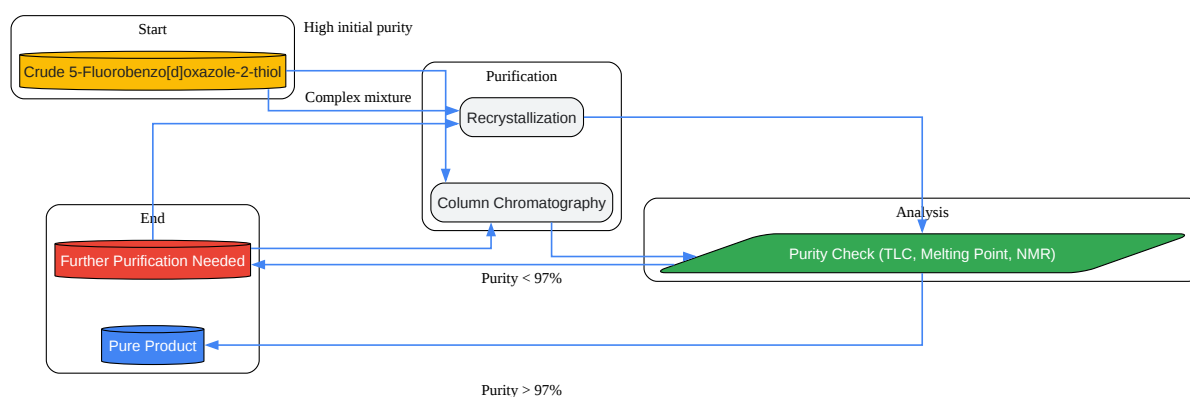 Start
High initial purity
Crude 5-Fluorobenzo[d]oxazole-2-thiol
Complex mixture
Purification
Recrystallization
Column Chromatography
End
Further Purification Needed
Pure Product
Analysis
Purity Check (TLC, Melting Point, NMR)
Purity < 97%
Purity > 97%